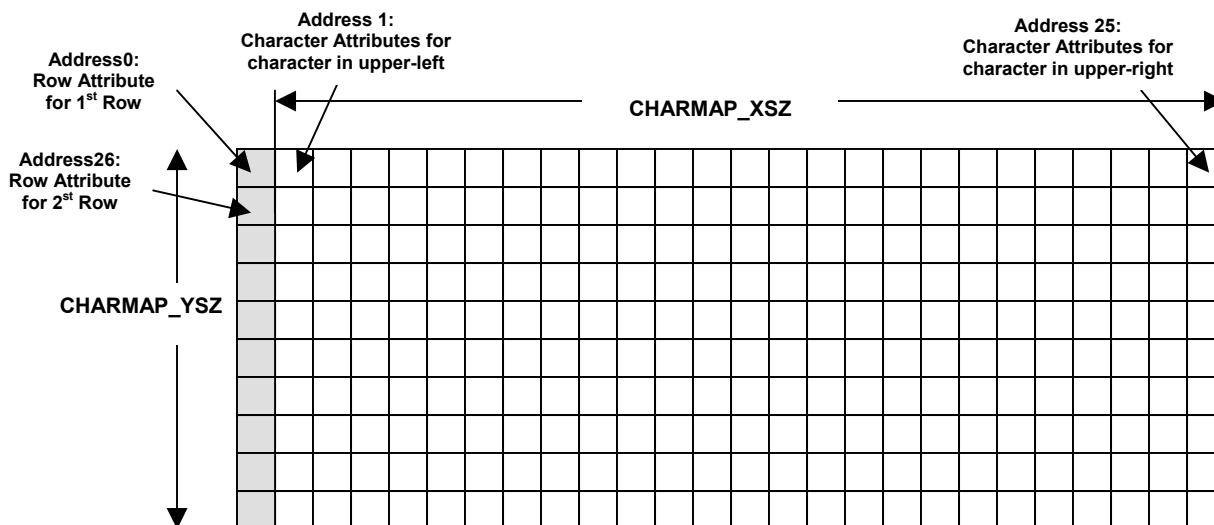 Address 1:
Character Attributes for
character in upper-left
Address 25:
Character Attributes for
character in upper-right
Address0:
Row Attribute
for 1st Row
CHARMAP_XSZ
Address26:
Row Attribute
for 2st Row
CHARMAP_YSZ